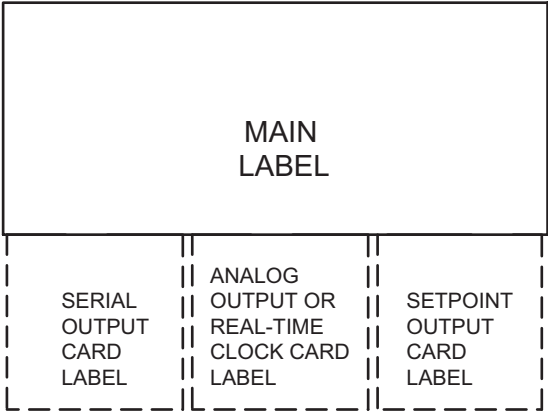 MAIN
LABEL
SERIAL
OUTPUT
CARD
LABEL
ANALOG
OUTPUT OR
REAL-TIME
CLOCK CARD
LABEL
SETPOINT
OUTPUT
CARD
LABEL